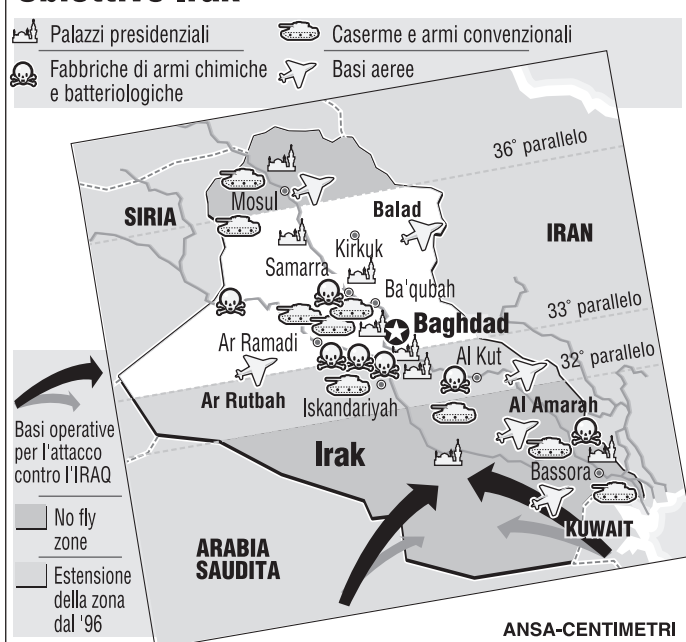 Palazzi presidenziali
Caserme e armi convenzionali
Fabbriche di armi chimiche
e batteriologiche
Basi aeree
36° parallelo
Mosul
SIRIA
Balad
IRAN
Kirkuk
Samarra
Ba'qubah
33° parallelo
Baghdad
Ar Ramadi
Al Kut
32° parallelo
Ar Rutbah
Iskandariyah
Al Amarah
Basi operative
per l'attacco
contro l'IRAQ
Irak
Bassora
No fly
zone
KUWAIT
ARABIA
SAUDITA
Estensione
della zona
dal '96
ANSA-CENTIMETRI